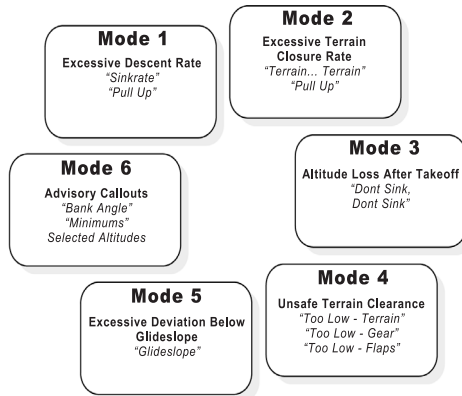 Mode 1
Excessive Descent Rate
“Sinkrate”
“Pull Up”
Mode 2
Excessive Terrain
Closure Rate
“Terrain... Terrain”
“Pull Up”
Mode 3
Altitude Loss After Takeoff
“Dont Sink,
Dont Sink”
Mode 4
Unsafe Terrain Clearance
“Too Low - Terrain”
“Too Low - Gear”
“Too Low - Flaps”
Mode 5
Excessive Deviation Below
Glideslope
“Glideslope”
Mode 6
Advisory Callouts
“Bank Angle”
“Minimums”
Selected Altitudes